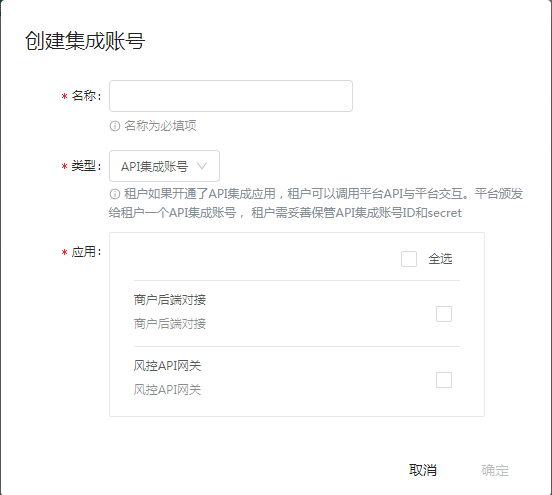 创建集成账号
* 名称:
名称为必填项
* 类型: API集成账号
租户如果开通了API集成应用，租户可以调用平台API与平台交互。平台颁发
给租户一个API集成账号， 租户需妥善保管API集成账号ID和secret
* 应用:
全选
商户后端对接
商户后端对接
风控API网关
风控API网关
取消 确定